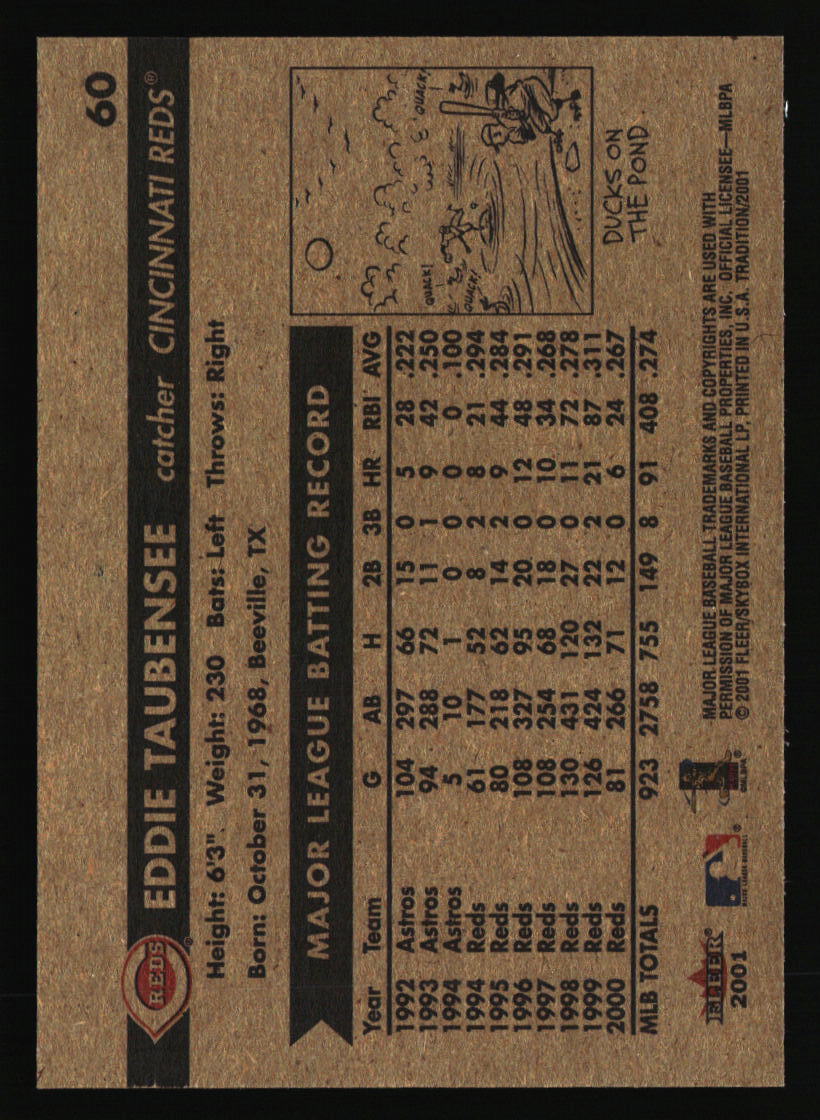 60
REDS ®
EDDIE TAUBENSEE catcher CINCINNATI REDS®
Height: 6'3" Weight: 230 Bats: Left Throws: Right
Born: October 31, 1968, Beeville, TX
MAJOR LEAGUE BATTING RECORD
Year Team G AB H 2B 3B HR RBI AVG
1992 Astros 104 297 66 15 0 5 28 .222
1993 Astros 94 288 72 11 1 9 42 .250
1994 Astros 5 10 1 0 0 0 0 .100
1994 Reds 61 177 52 8 2 8 21 .294
1995 Reds 80 218 62 14 2 9 44 .284
1996 Reds 108 327 95 20 0 12 48 .291
1997 Reds 108 254 68 18 0 10 34 .268
1998 Reds 130 431 120 27 0 11 72 .278
1999 Reds 126 424 132 22 2 21 87 .311
2000 Reds 81 266 71 12 0 6 24 .267
MLB TOTALS 923 2758 755 149 8 91 408 .274
QUACK!
QUACK!
QUACK!
DUCKS ON
THE POND...
FLEER®
2001
MAJOR LEAGUE BASEBALL ®
MLBPA ®
MAJOR LEAGUE BASEBALL TRADEMARKS AND COPYRIGHTS ARE USED WITH
PERMISSION OF MAJOR LEAGUE BASEBALL PROPERTIES, INC. OFFICIAL LICENSEE—MLBPA
© 2001 FLEER/SKYBOX INTERNATIONAL LP, PRINTED IN U.S.A. TRADITION/2001